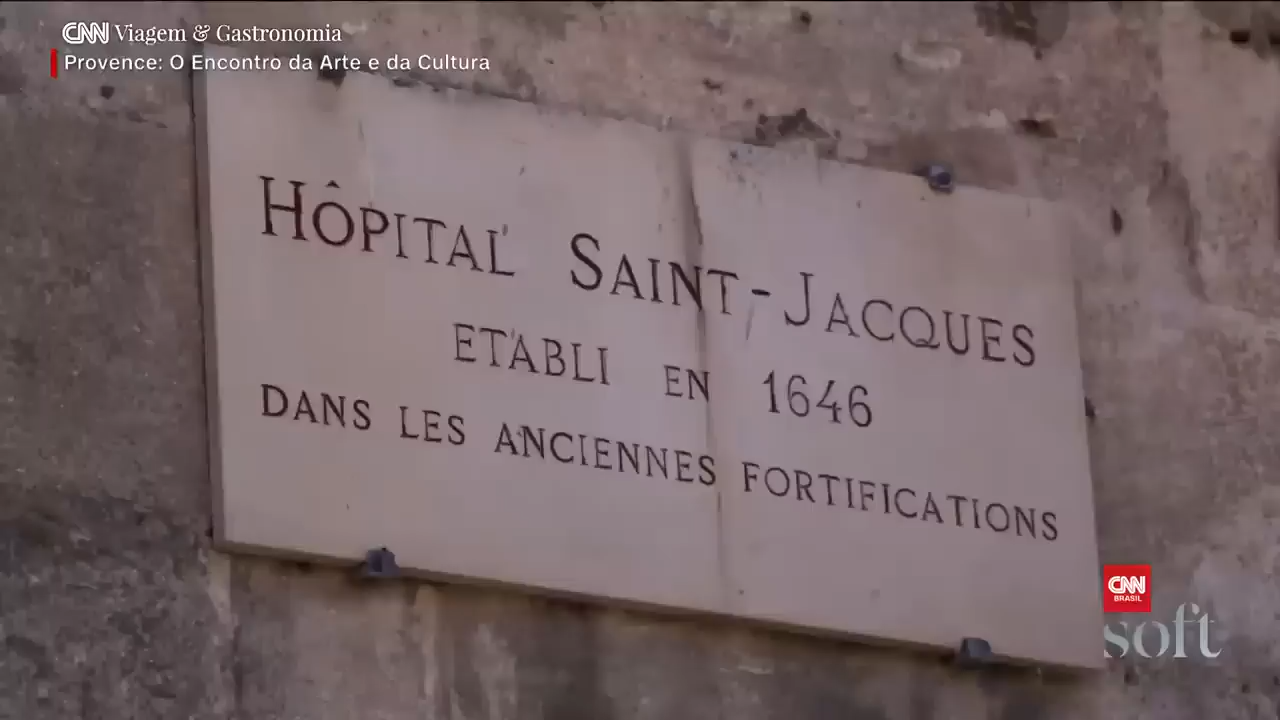 CNN Viagem & Gastronomia
Provence: O Encontro da Arte e da Cultura
HÔPITAL SAINT-JACQUES
ETABLI EN 1646
DANS LES ANCIENNES FORTIFICATIONS
CNN
BRASIL
soft